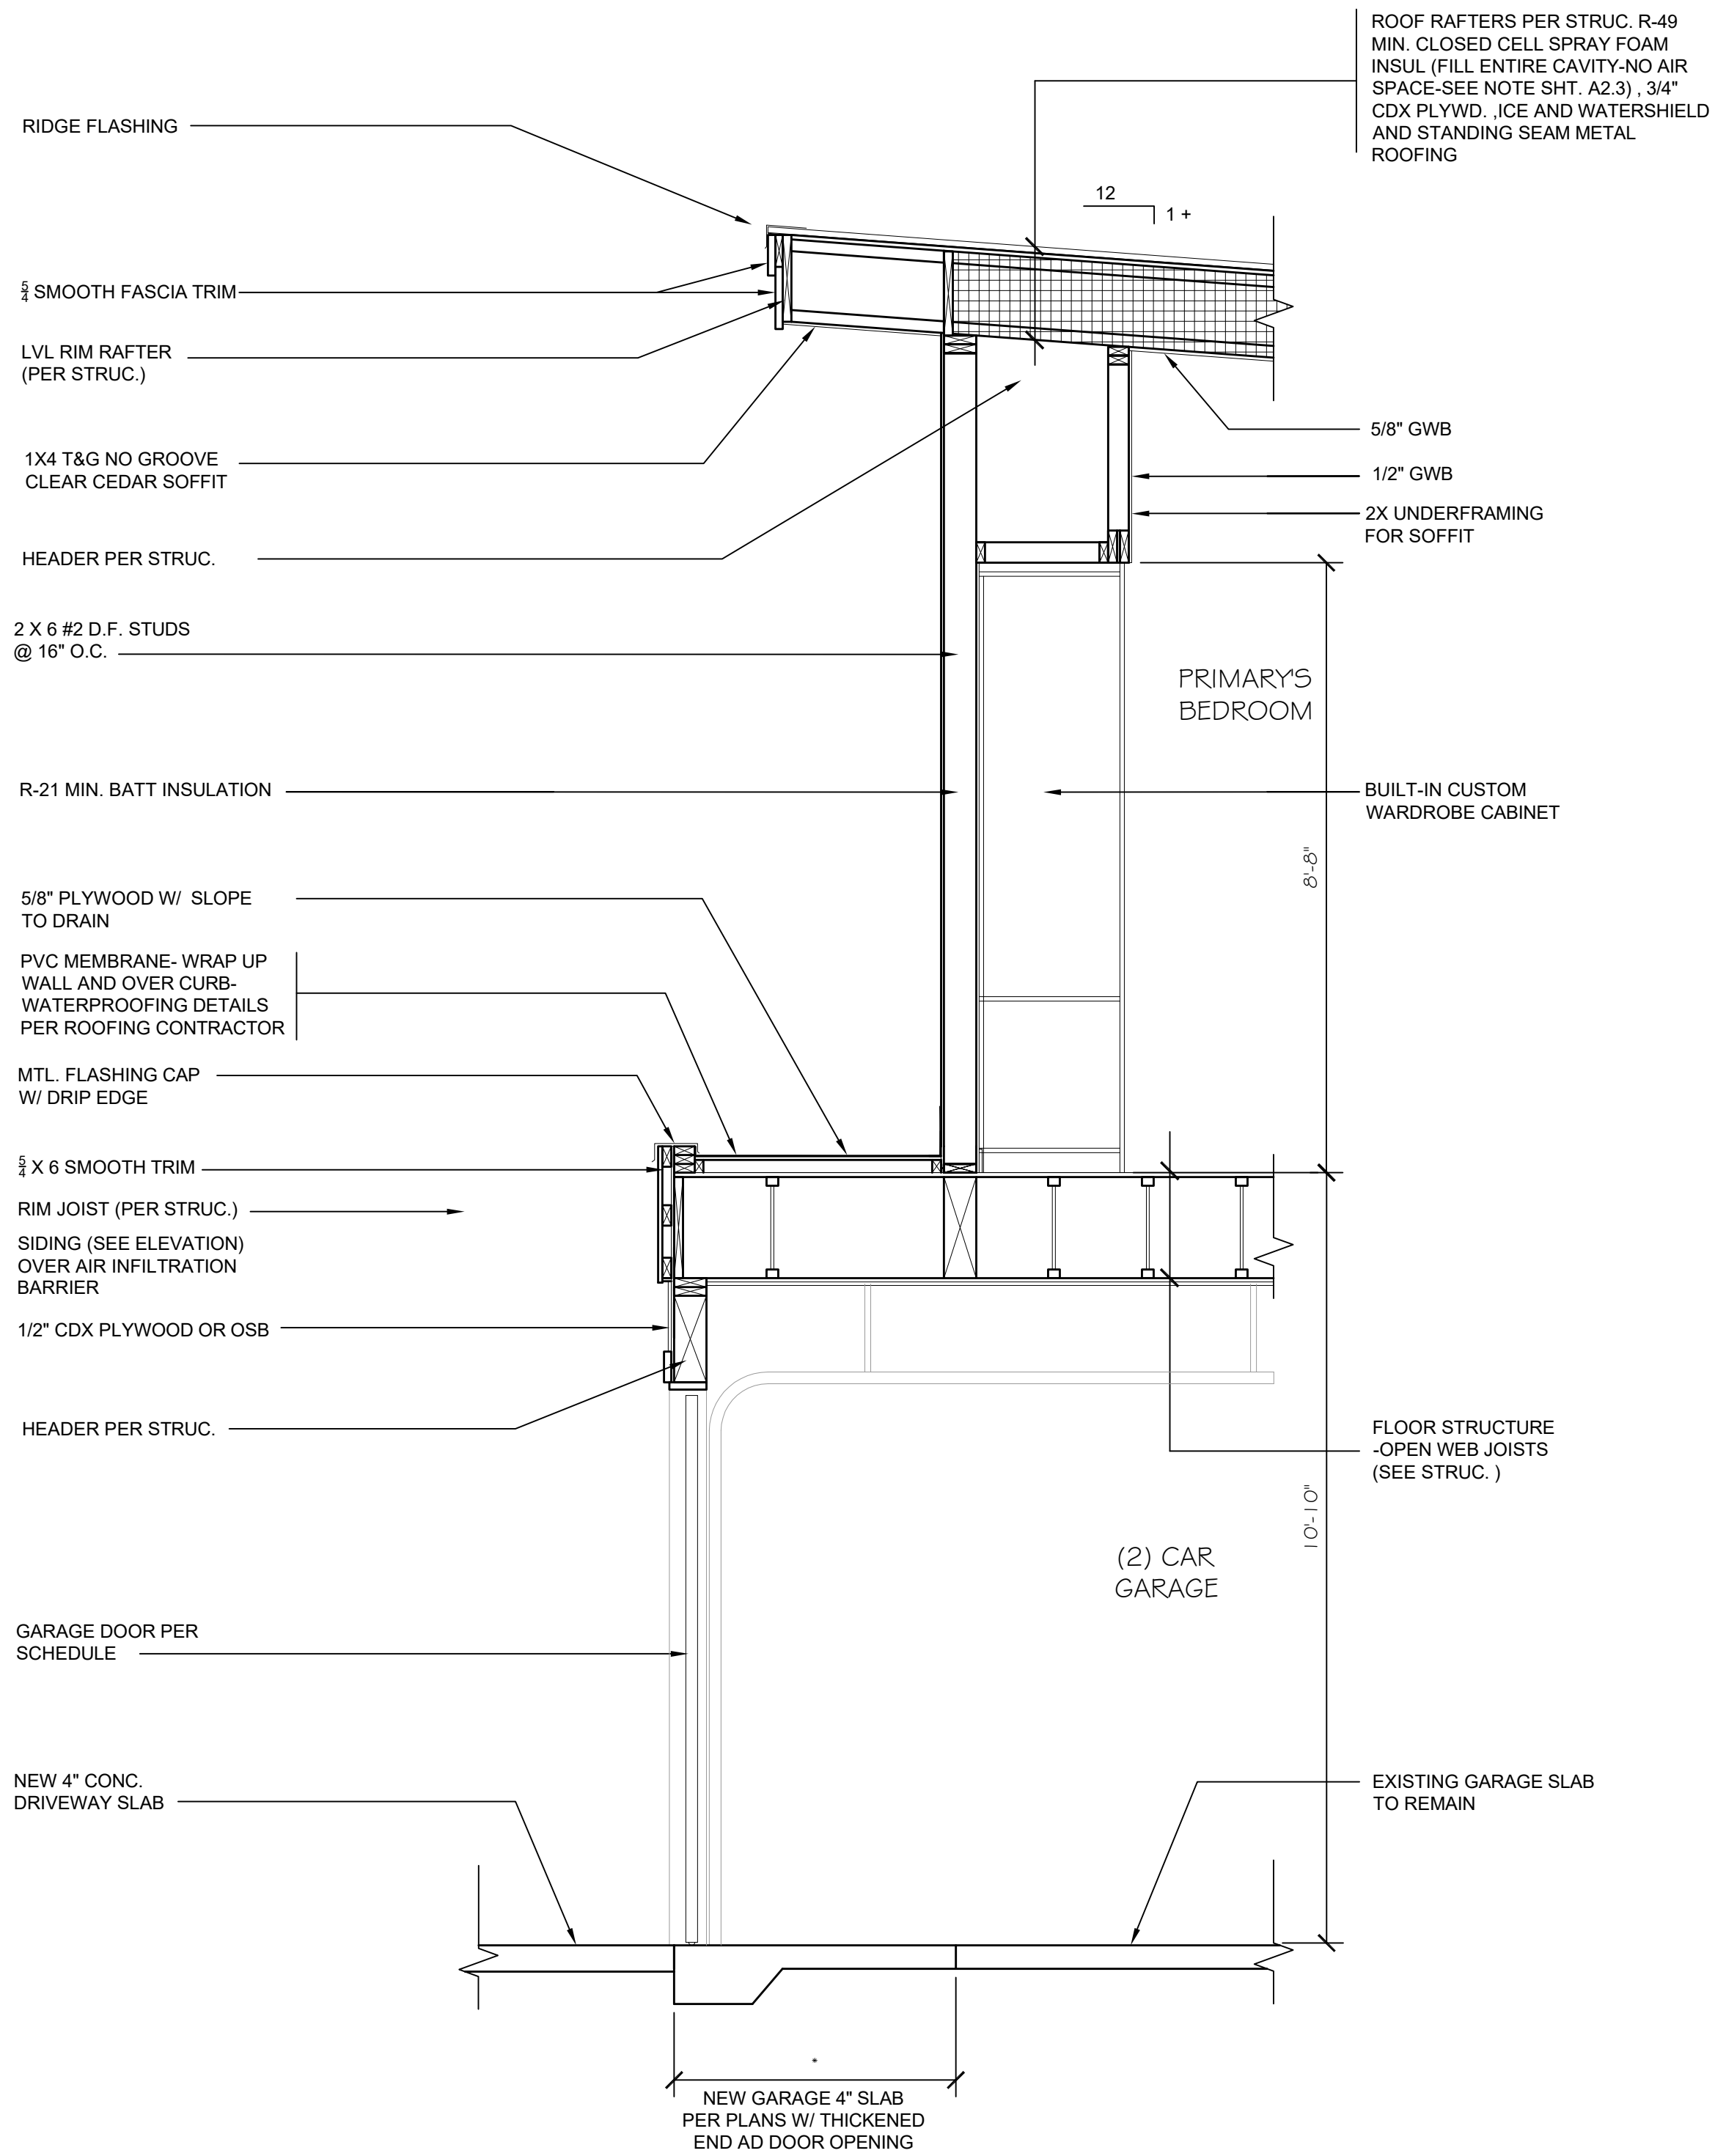 ROOF RAFTERS PER STRUC. R-49
MIN. CLOSED CELL SPRAY FOAM
INSUL (FILL ENTIRE CAVITY-NO AIR
SPACE-SEE NOTE SHT. A2.3) , 3/4"
CDX PLYWD. ,ICE AND WATERSHIELD
AND STANDING SEAM METAL
ROOFING
RIDGE FLASHING
12
1 +
5/4 SMOOTH FASCIA TRIM
LVL RIM RAFTER
(PER STRUC.)
5/8" GWB
1X4 T&G NO GROOVE
CLEAR CEDAR SOFFIT
1/2" GWB
2X UNDERFRAMING
FOR SOFFIT
HEADER PER STRUC.
2 X 6 #2 D.F. STUDS
@ 16" O.C.
PRIMARY'S
BEDROOM
R-21 MIN. BATT INSULATION
BUILT-IN CUSTOM
WARDROBE CABINET
8'-8"
5/8" PLYWOOD W/ SLOPE
TO DRAIN
PVC MEMBRANE- WRAP UP
WALL AND OVER CURB-
WATERPROOFING DETAILS
PER ROOFING CONTRACTOR
MTL. FLASHING CAP
W/ DRIP EDGE
5/4 X 6 SMOOTH TRIM
RIM JOIST (PER STRUC.)
SIDING (SEE ELEVATION)
OVER AIR INFILTRATION
BARRIER
1/2" CDX PLYWOOD OR OSB
HEADER PER STRUC.
FLOOR STRUCTURE
-OPEN WEB JOISTS
(SEE STRUC. )
10'-10"
(2) CAR
GARAGE
GARAGE DOOR PER
SCHEDULE
NEW 4" CONC.
DRIVEWAY SLAB
EXISTING GARAGE SLAB
TO REMAIN
*
NEW GARAGE 4" SLAB
PER PLANS W/ THICKENED
END AD DOOR OPENING